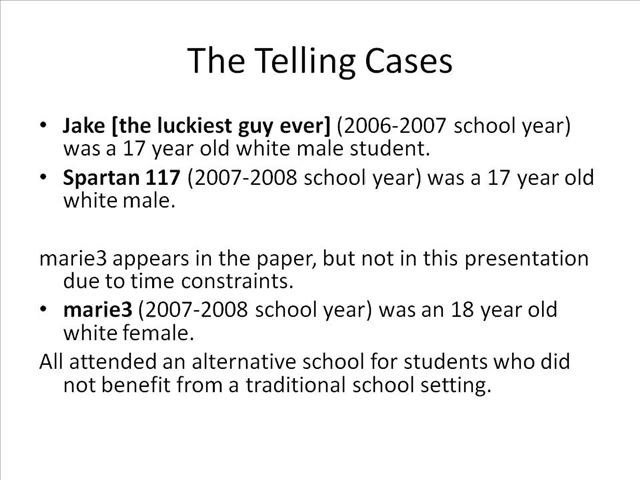 The Telling Cases
• Jake [the luckiest guy ever] (2006-2007 school year)
was a 17 year old white male student.
• Spartan 117 (2007-2008 school year) was a 17 year old
white male.
marie3 appears in the paper, but not in this presentation
due to time constraints.
• marie3 (2007-2008 school year) was an 18 year old
white female.
All attended an alternative school for students who did
not benefit from a traditional school setting.